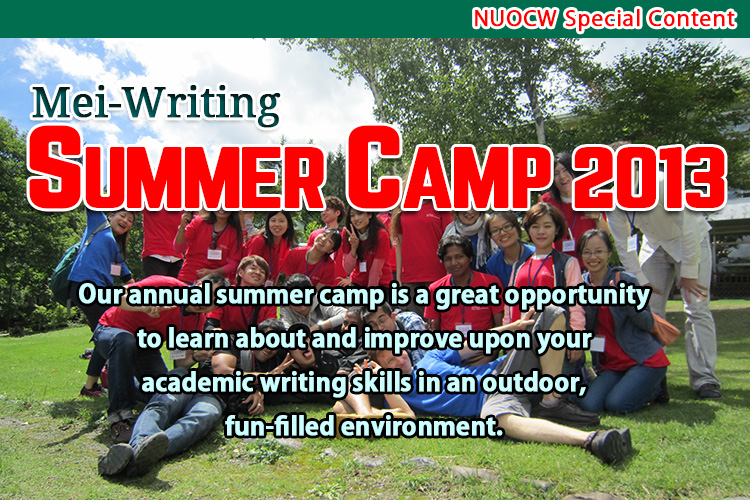 NUOCW Special Content
Mei-Writing
SUMMER CAMP 2013
Our annual summer camp is a great opportunity
to learn about and improve upon your
academic writing skills in an outdoor,
fun-filled environment.